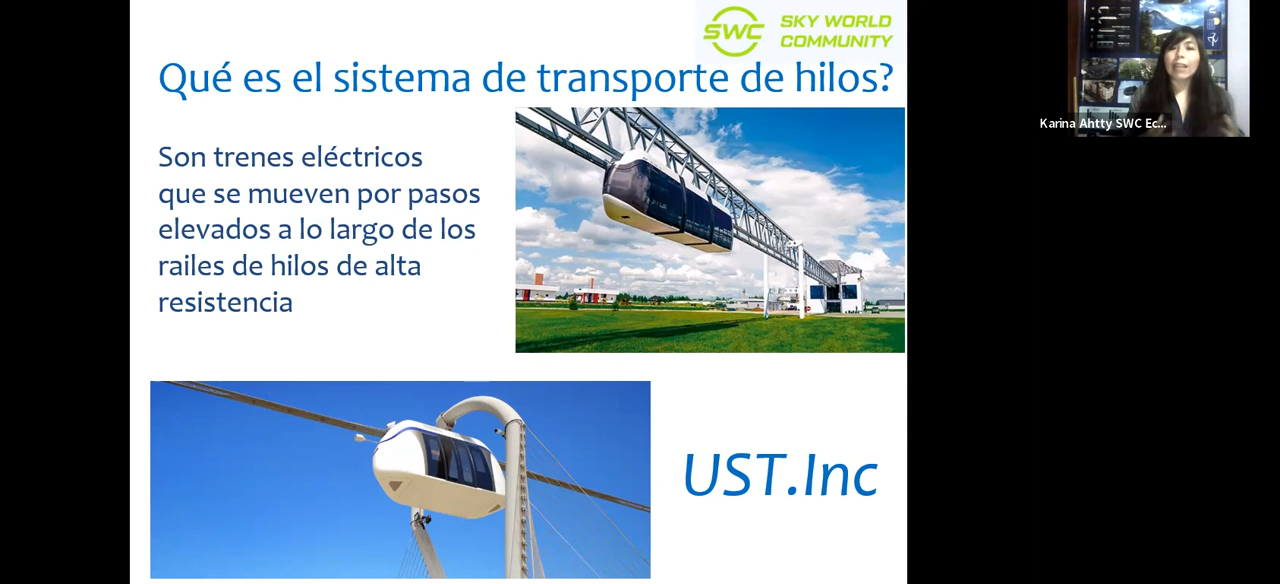 SWC SKY WORLD
COMMUNITY
Qué es el sistema de transporte de hilos?
Son trenes eléctricos
que se mueven por pasos
elevados a lo largo de los
railes de hilos de alta
resistencia
UST.Inc
Karina Ahtty SWC Ec...